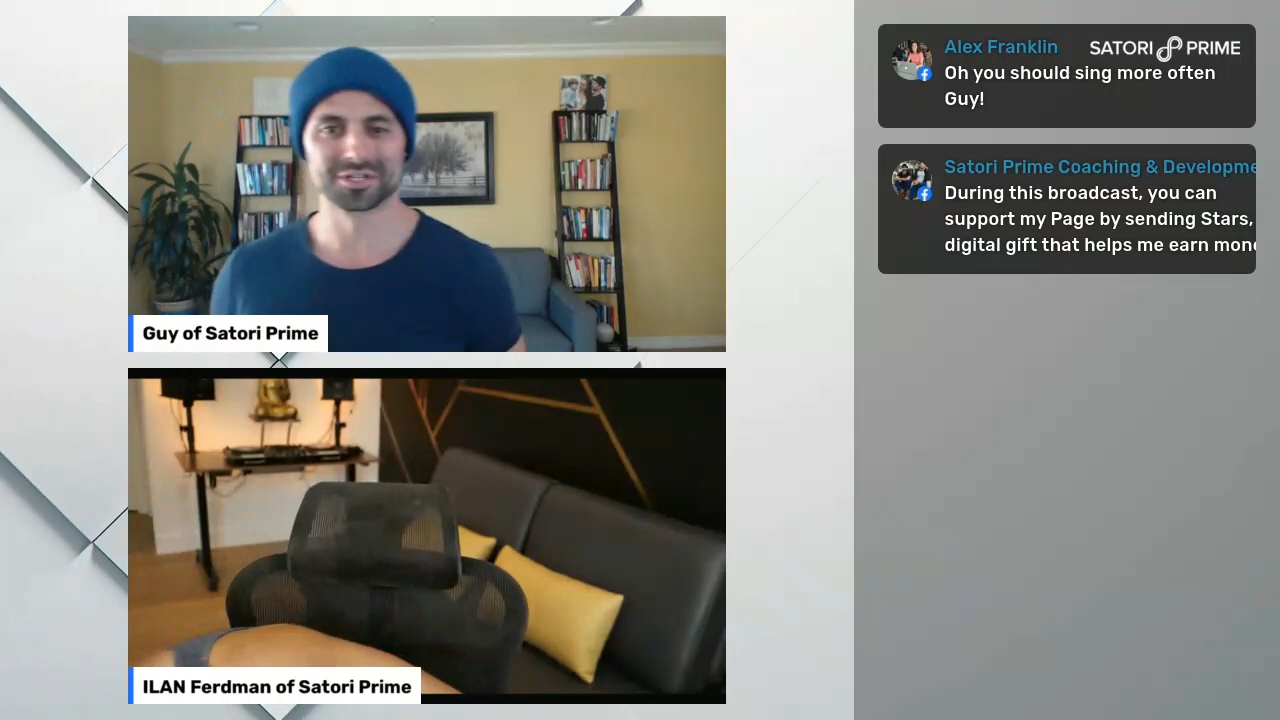 Guy of Satori Prime
ILAN Ferdman of Satori Prime
Alex Franklin
SATORI PRIME
Oh you should sing more often
Guy!
Satori Prime Coaching & Developme
During this broadcast, you can
support my Page by sending Stars,
digital gift that helps me earn mone